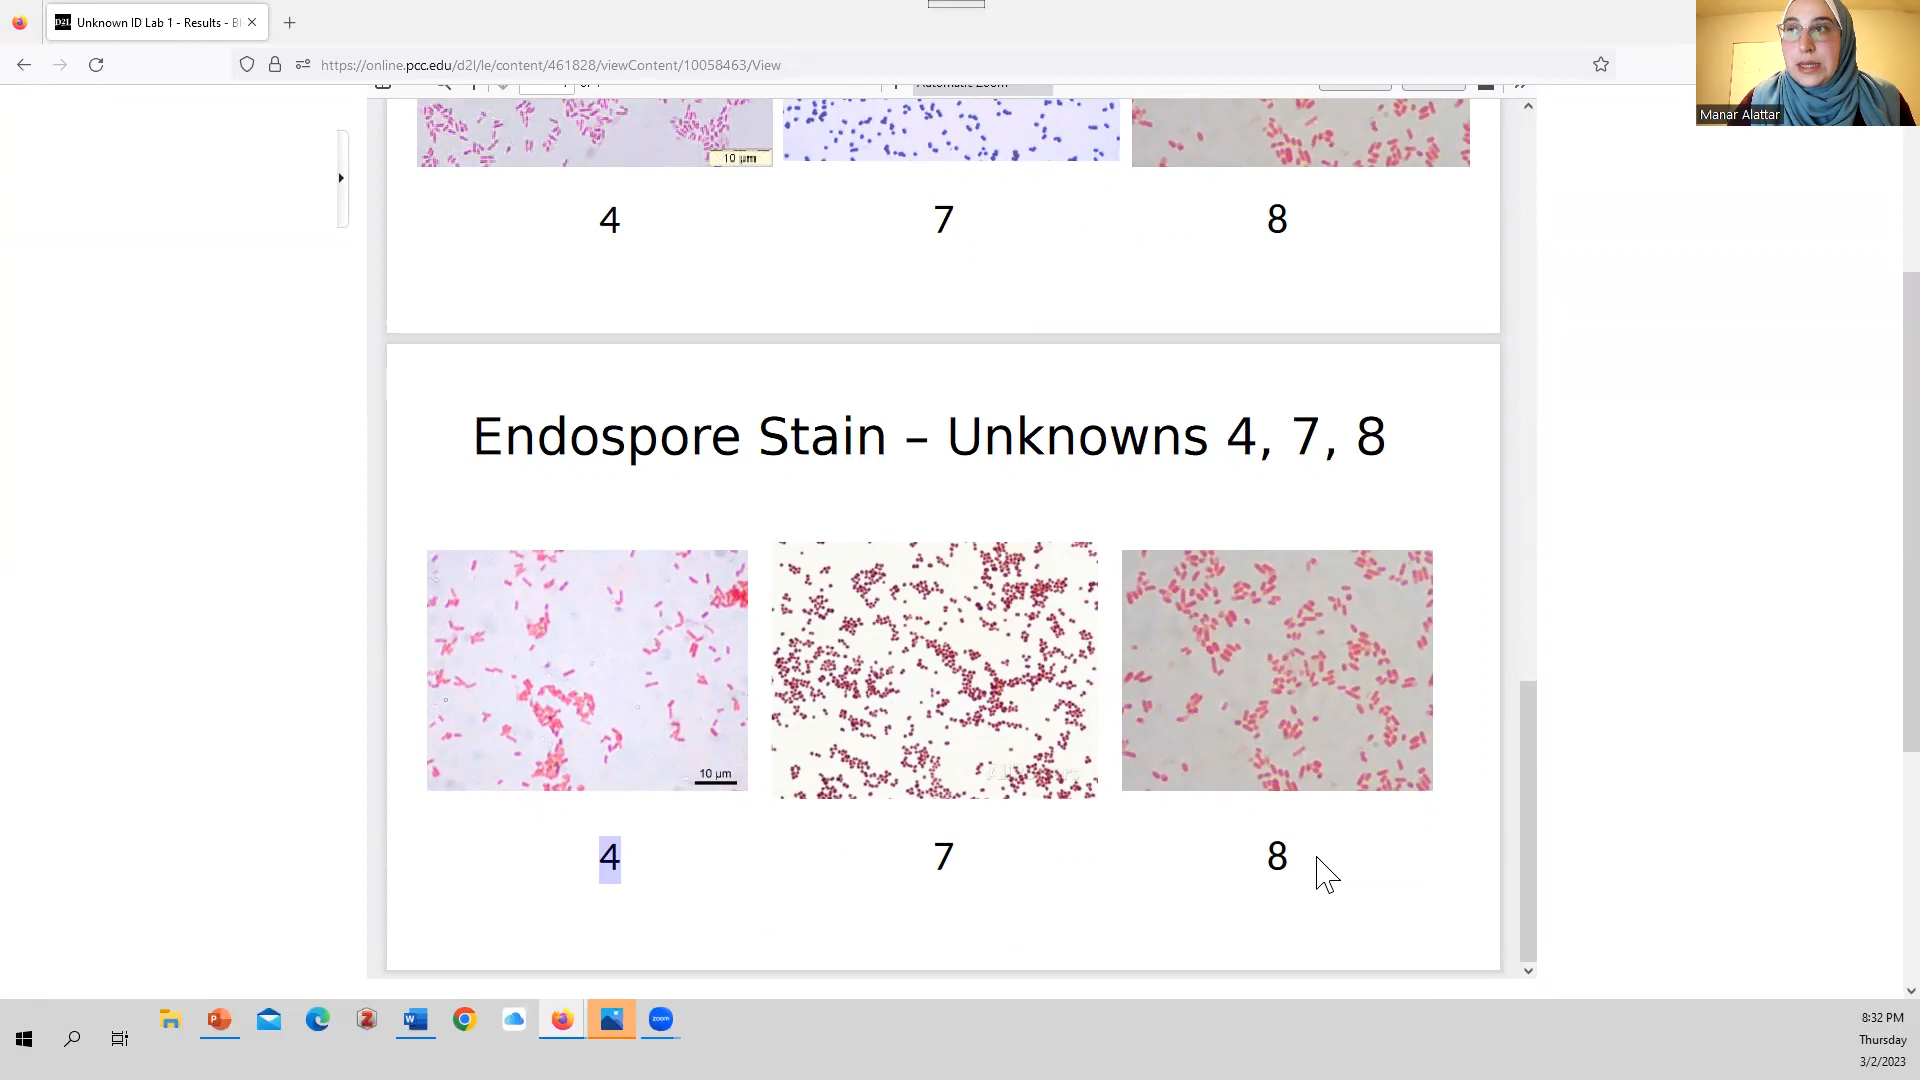 Unknown ID Lab 1 - Results - Bl
https://online.pcc.edu/d2l/le/content/461828/viewContent/10058463/View
Manar Alattar
10 μm
4 7 8
Endospore Stain – Unknowns 4, 7, 8
10 μm
4 7 8
zoom
8:32 PM
Thursday
3/2/2023